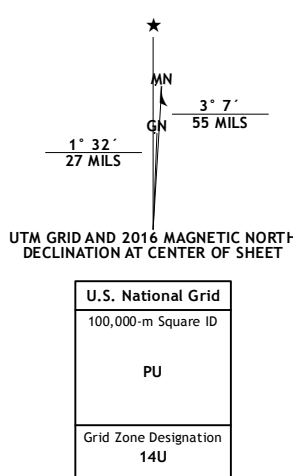 ★
MN
3° 7´
55 MILS
GN
1° 32´
27 MILS
UTM GRID AND 2016 MAGNETIC NORTH
DECLINATION AT CENTER OF SHEET
U.S. National Grid
100,000-m Square ID
PU
Grid Zone Designation
14U